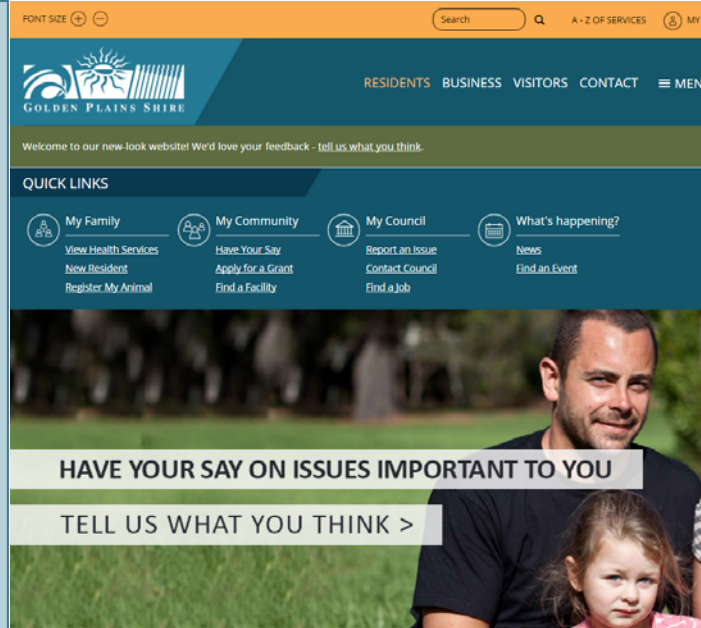 FONT SIZE + -
Search
A - Z OF SERVICES
MY
GOLDEN PLAINS SHIRE
RESIDENTS BUSINESS VISITORS CONTACT
MEN
Welcome to our new-look website! We'd love your feedback - tell us what you think.
QUICK LINKS
My Family
View Health Services
New Resident
Register My Animal
My Community
Have Your Say
Apply for a Grant
Find a Facility
My Council
Report an Issue
Contact Council
Find a Job
What's happening?
News
Find an Event
HAVE YOUR SAY ON ISSUES IMPORTANT TO YOU
TELL US WHAT YOU THINK >